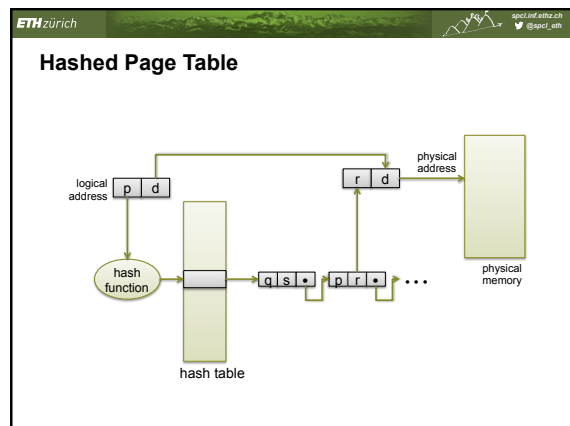 ETH zürich
spcl.inf.ethz.ch
@spcl_eth
Hashed Page Table
logical
address
p d
r d
physical
address
hash
function
q s •
p r •
• • •
physical
memory
hash table